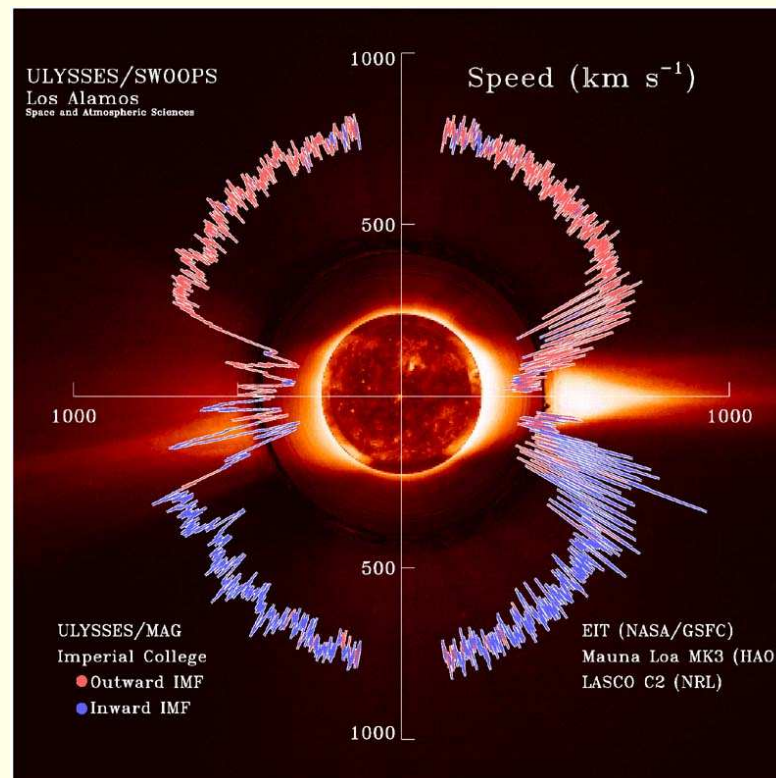 ULYSSES/SWOOPS
Los Alamos
Space and Atmospheric Sciences
Speed (km s⁻¹)
1000
500
1000
1000
500
1000
ULYSSES/MAG
Imperial College
Outward IMF
Inward IMF
EIT (NASA/GSFC)
Mauna Loa MK3 (HAO
LASCO C2 (NRL)